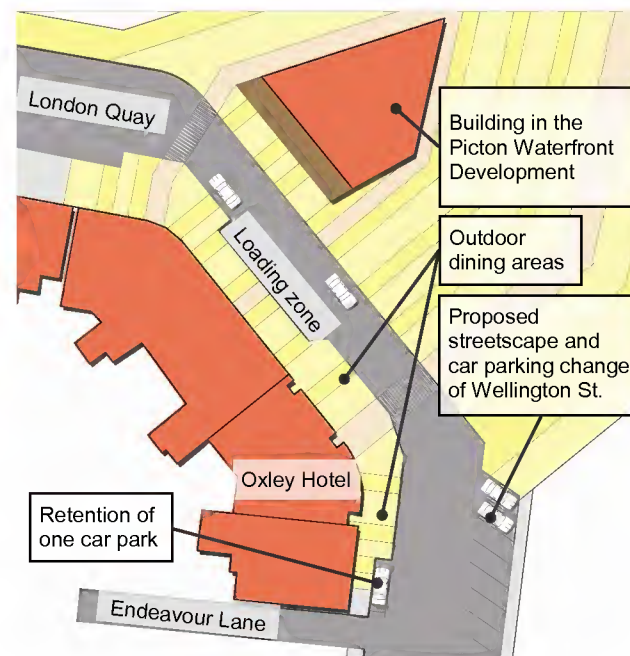 London Quay
Building in the
Picton Waterfront
Development
Loading zone
Outdoor
dining areas
Proposed
streetscape and
car parking change
of Wellington St.
Oxley Hotel
Retention of
one car park
Endeavour Lane